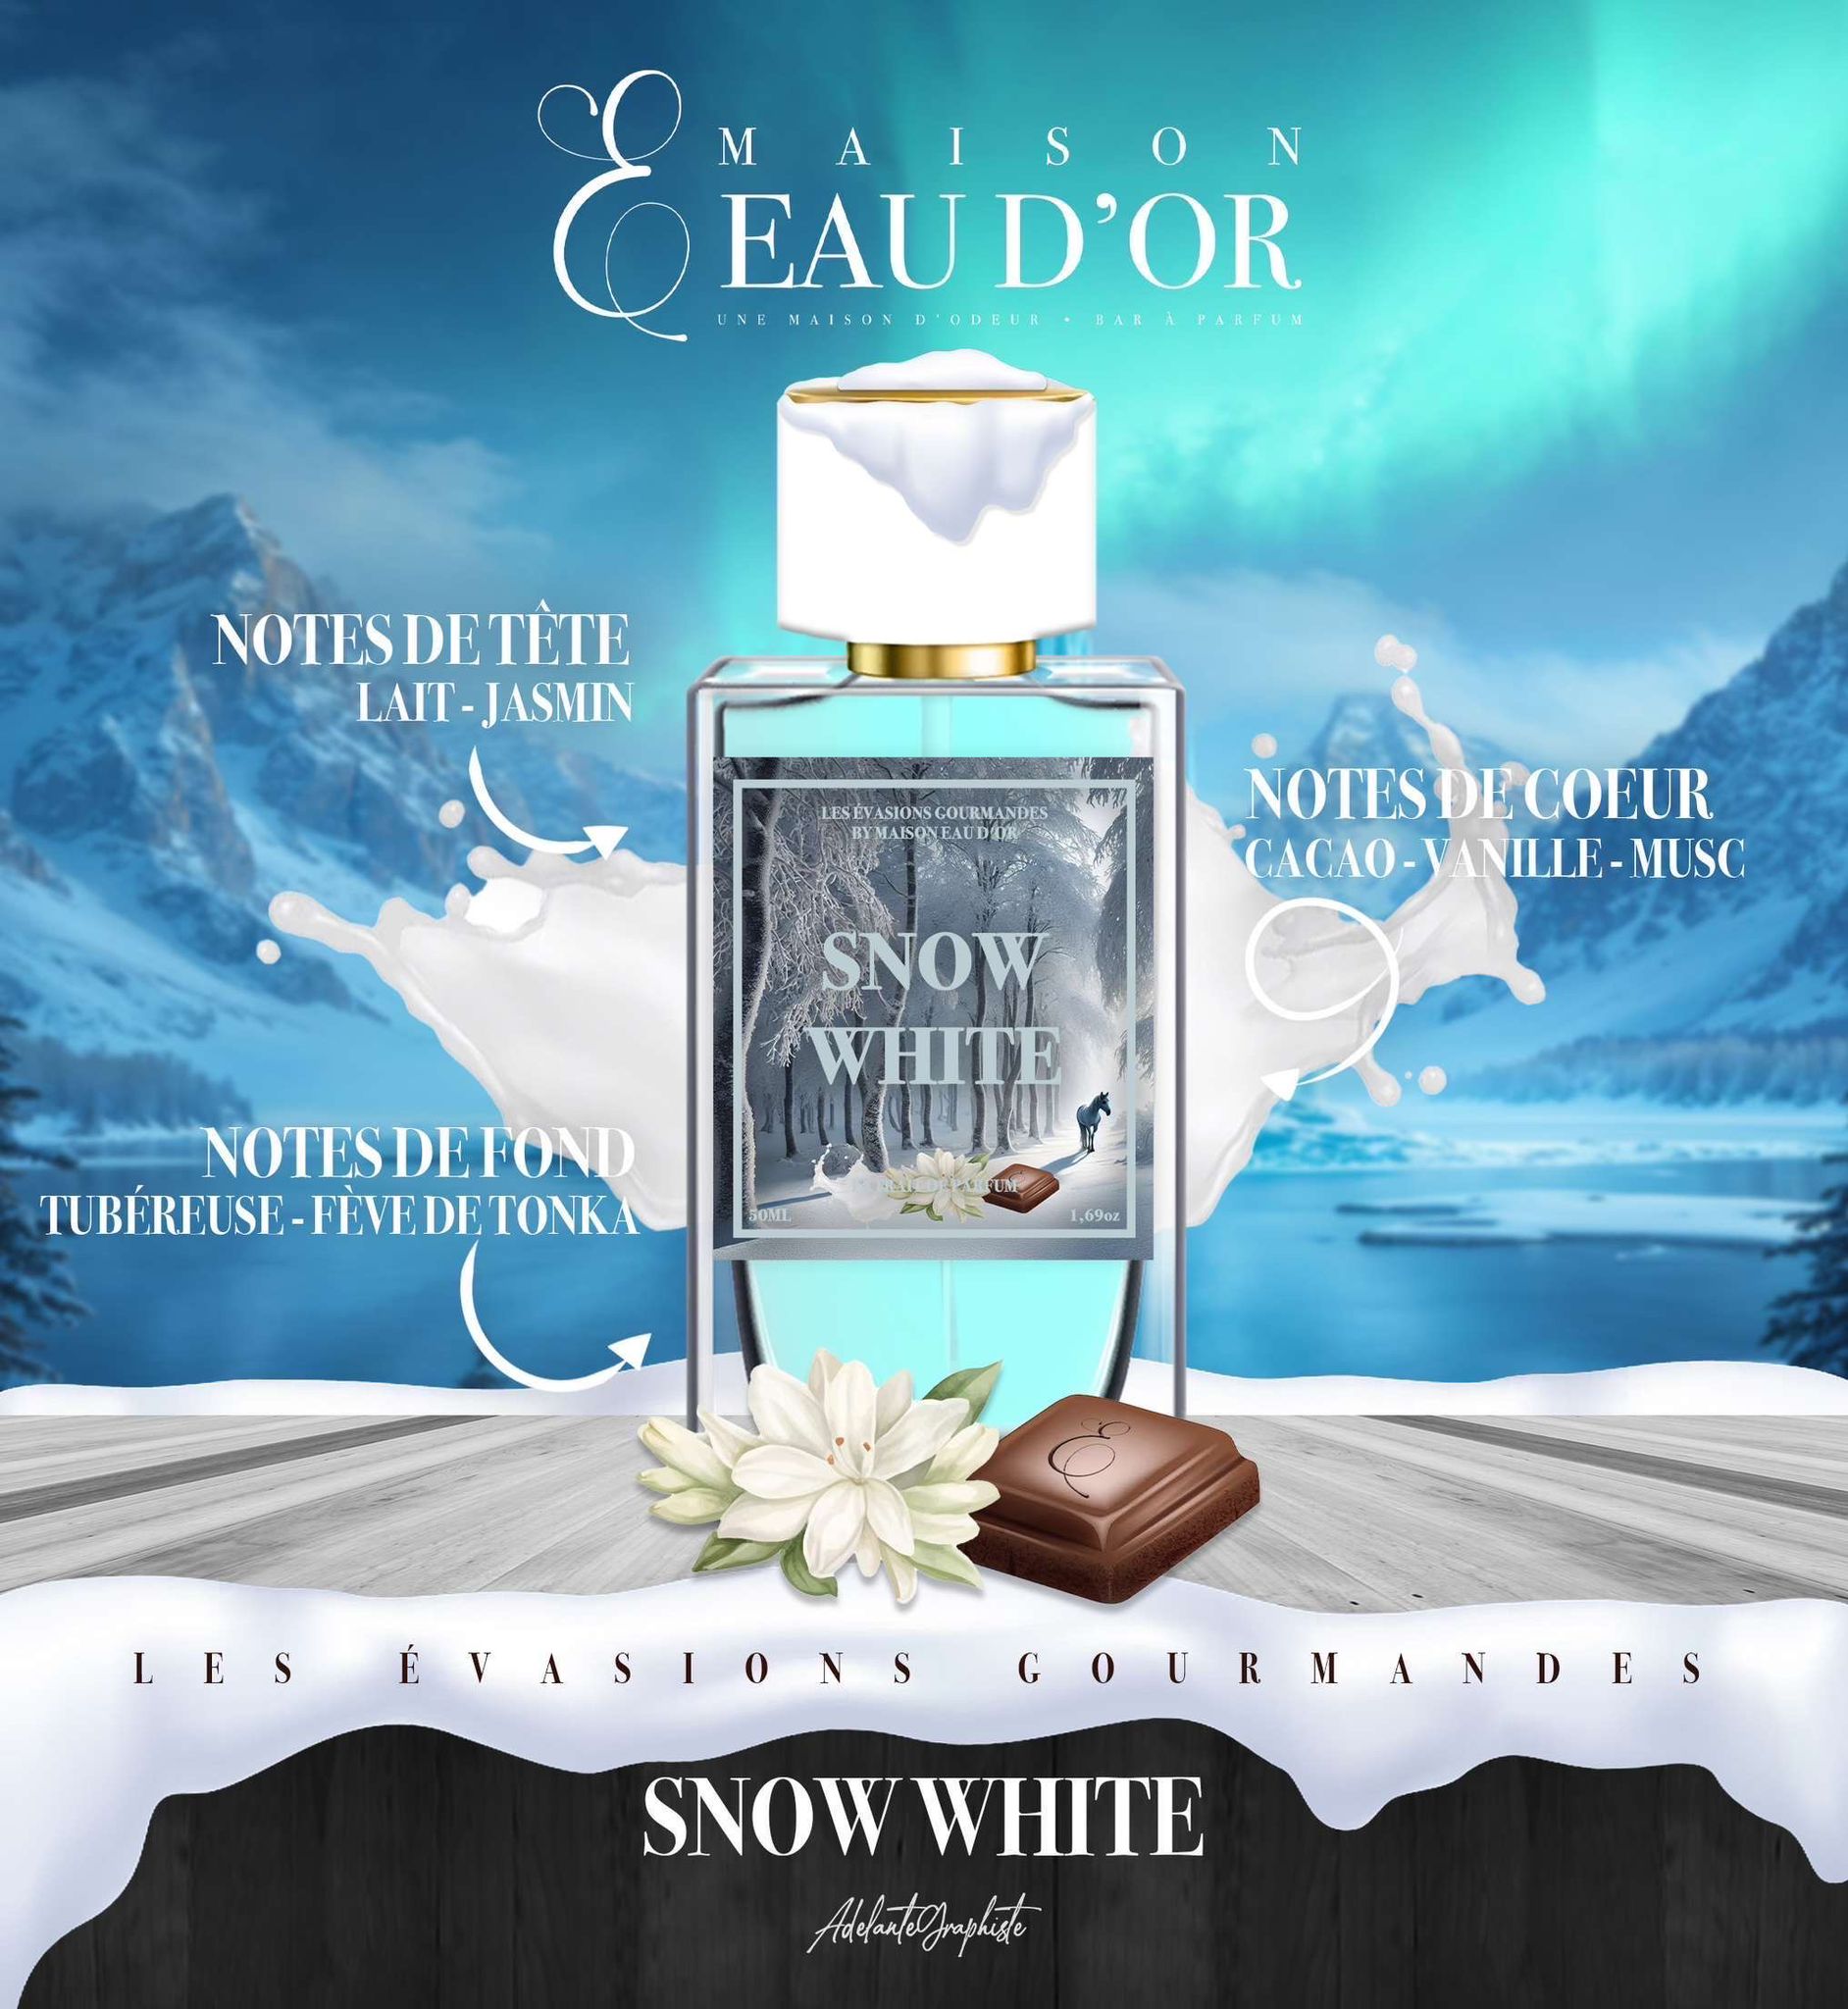 MAISON
EAU D'OR
UNE MAISON D'ODEUR • BAR À PARFUM
NOTES DE TÊTE
LAIT - JASMIN
NOTES DE COEUR
CACAO - VANILLE - MUSC
LES ÉVASIONS GOURMANDES
BY MAISON EAU D'OR
SNOW
WHITE
PARFUM
50ML 1,69oz
NOTES DE FOND
TUBÉREUSE - FÈVE DE TONKA
LES ÉVASIONS GOURMANDES
SNOW WHITE
AdelanteGraphiste